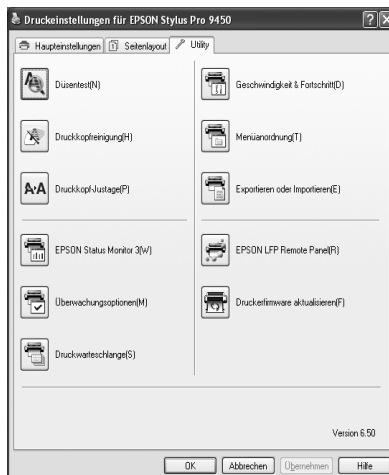 Druckeinstellungen für EPSON Stylus Pro 9450
Haupteinstellungen Seitenlayout Utility
Düsentest(N)
Geschwindigkeit & Fortschritt(D)
Druckkopfreinigung(H)
Menüanordnung(T)
Druckkopf-Justage(P)
Exportieren oder Importieren(E)
EPSON Status Monitor 3(W)
EPSON LFP Remote Panel(R)
Überwachungsoptionen(M)
Druckerfirmware aktualisieren(F)
Druckwarteschlange(S)
Version 6.50
OK Abbrechen Übernehmen Hilfe